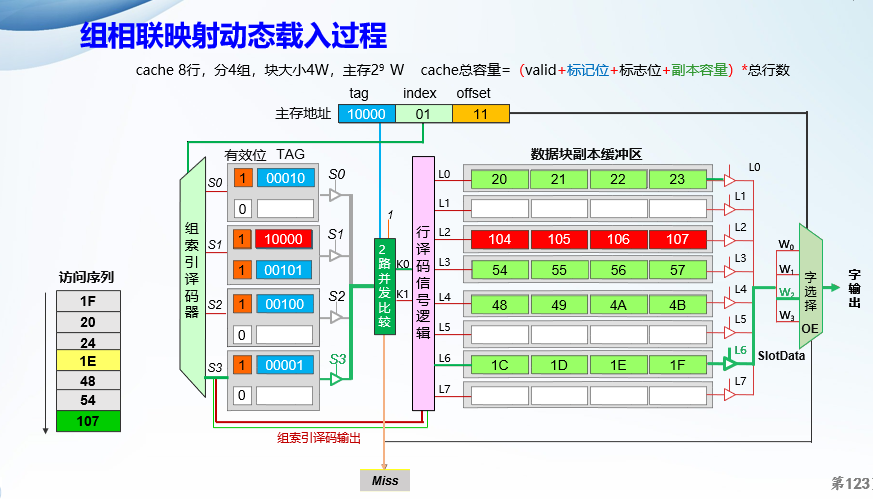 组相联映射动态载入过程
cache 8行，分4组，块大小4W，主存2⁹ W cache总容量=（valid+标记位+标志位+副本容量）*总行数
tag index offset
主存地址 10000 01 11
有效位 TAG
数据块副本缓冲区
组索引译码器
S0 1 00010 S0
0
S1 1 10000 S1
1 00101
S2 1 00100 S2
0
S3 1 00001 S3
0
1
2路并发比较
K0
K1
行译码信号逻辑
L0 20 21 22 23 L0
L1 L1
L2 104 105 106 107 L2
L3 54 55 56 57 L3
L4 48 49 4A 4B L4
L5 L5
L6 1C 1D 1E 1F L6
L7 L7
W0
W1
W2
W3
字选择
OE
字输出
SlotData
访问序列
1F
20
24
1E
48
54
107
组索引译码输出
Miss
第123